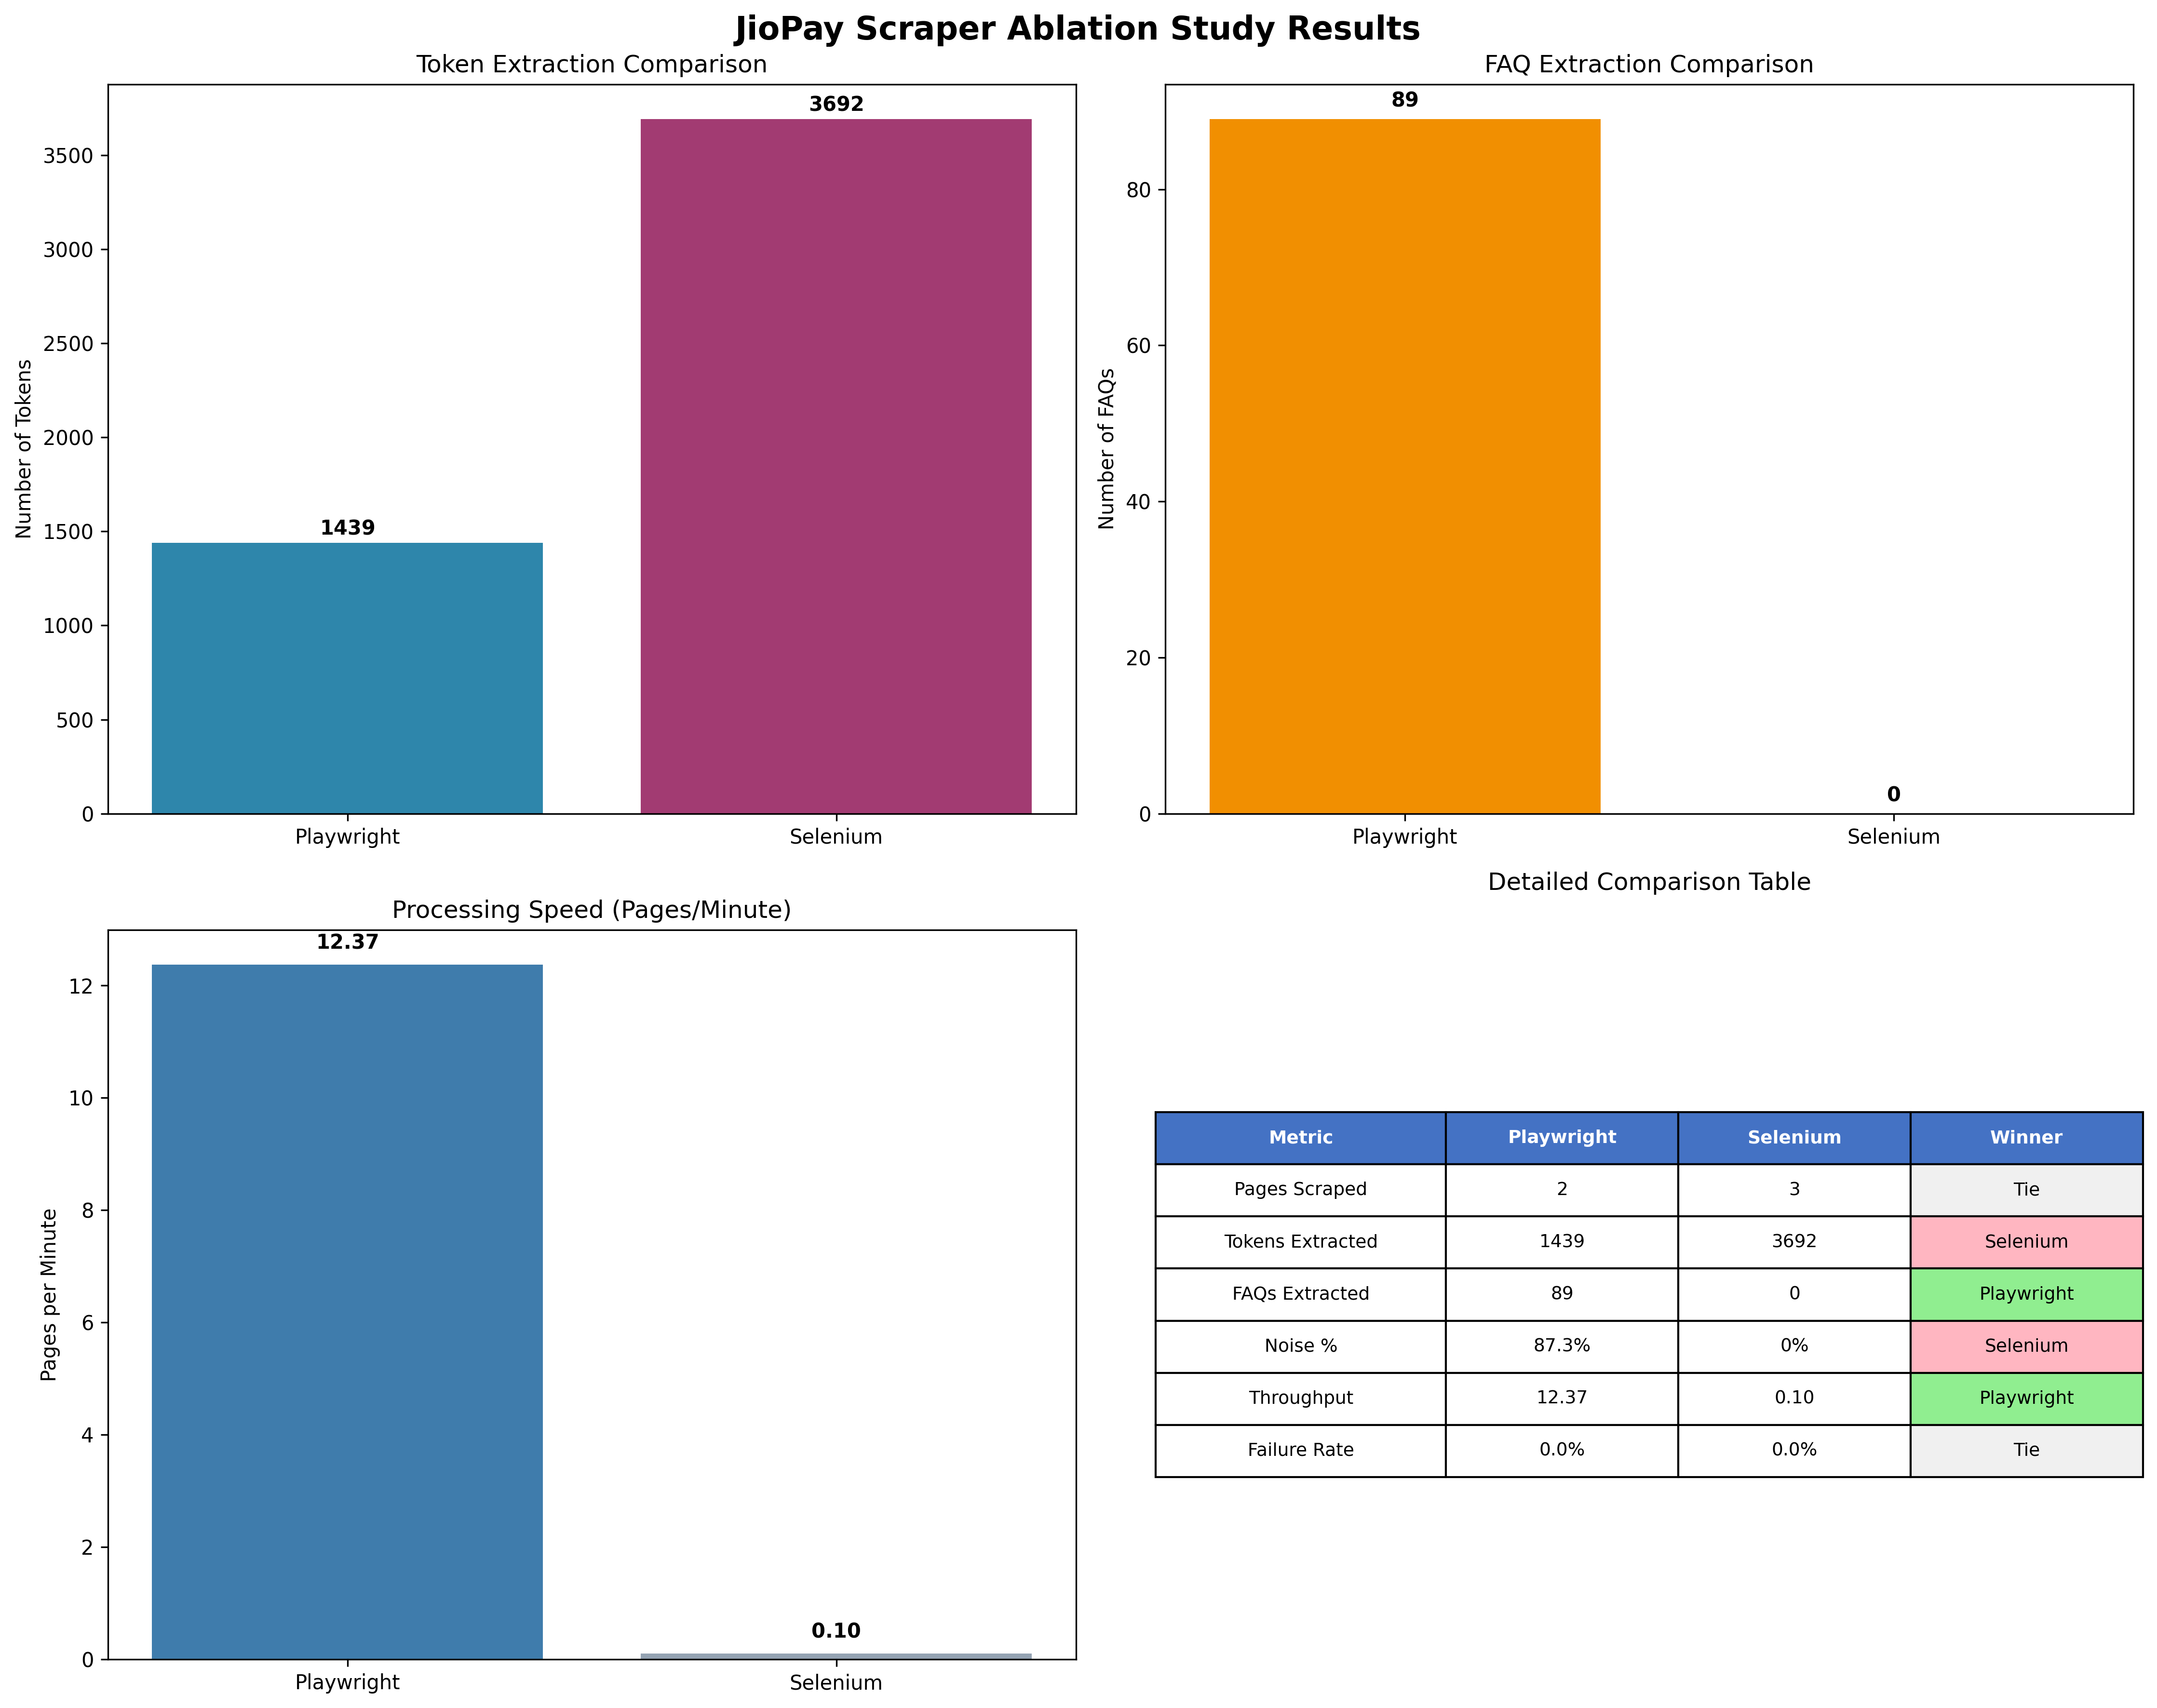 JioPay Scraper Ablation Study Results
Token Extraction Comparison
Number of Tokens
3500
3000
2500
2000
1500
1000
500
0
3692
1439
Playwright Selenium
FAQ Extraction Comparison
Number of FAQs
80
60
40
20
0
89
0
Playwright Selenium
Processing Speed (Pages/Minute)
Pages per Minute
12
10
8
6
4
2
0
12.37
0.10
Playwright Selenium
Detailed Comparison Table
Metric Playwright Selenium Winner
Pages Scraped 2 3 Tie
Tokens Extracted 1439 3692 Selenium
FAQs Extracted 89 0 Playwright
Noise % 87.3% 0% Selenium
Throughput 12.37 0.10 Playwright
Failure Rate 0.0% 0.0% Tie